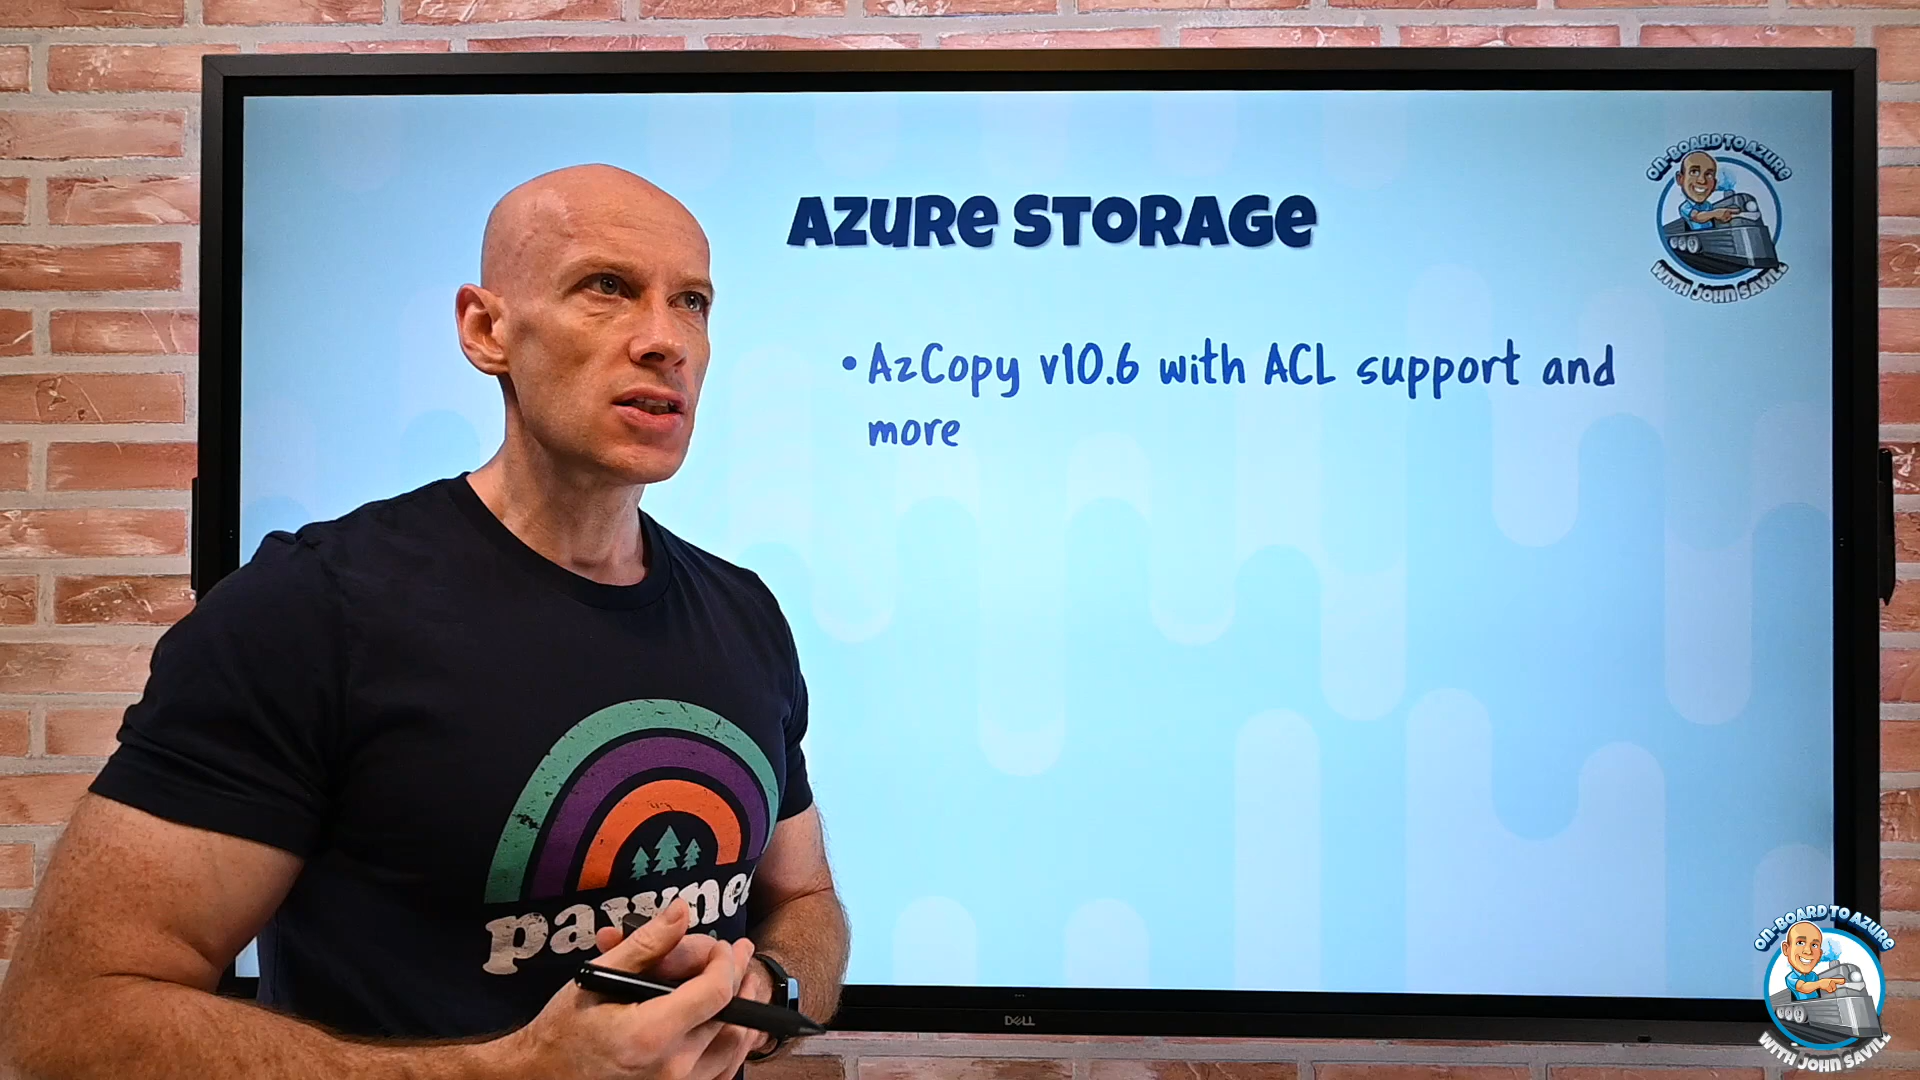 ON-BOARD TO AZURE
WITH JOHN SAVILL
AZURE STORAGE
• AzCopy v10.6 with ACL support and
more
pawnee
DELL
ON-BOARD TO AZURE
WITH JOHN SAVILL